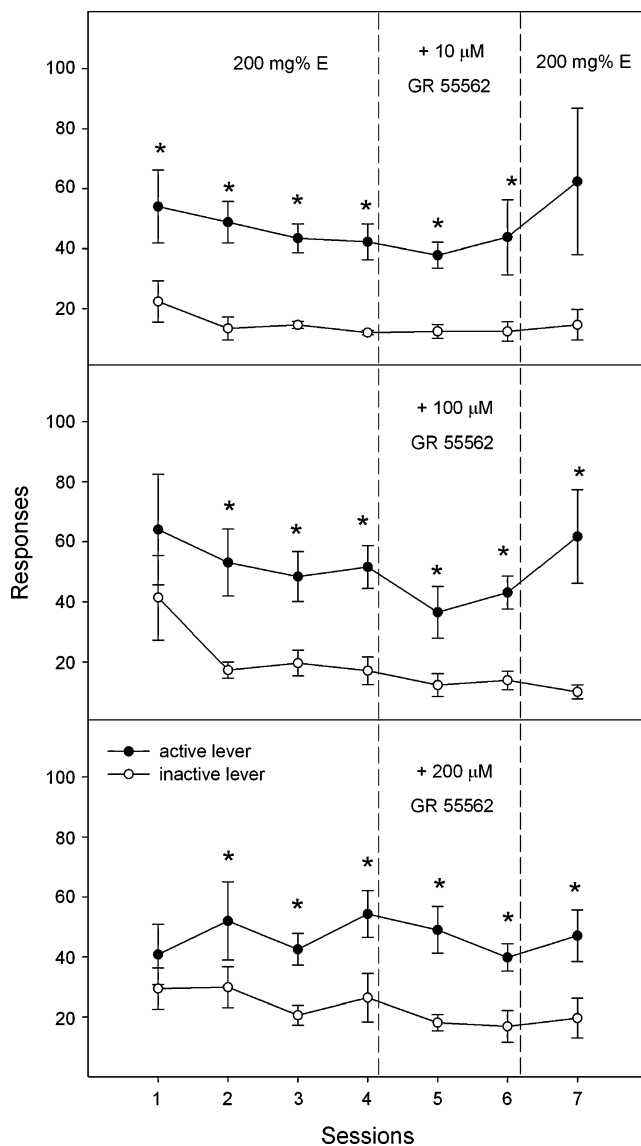 Responses
100
80
60
40
20
200 mg% E
+ 10 μM
GR 55562
200 mg% E
*
*
*
*
*
*
100
80
60
40
20
+ 100 μM
GR 55562
*
*
*
*
*
*
100
80
60
40
20
active lever
inactive lever
+ 200 μM
GR 55562
*
*
*
*
*
*
1 2 3 4 5 6 7
Sessions